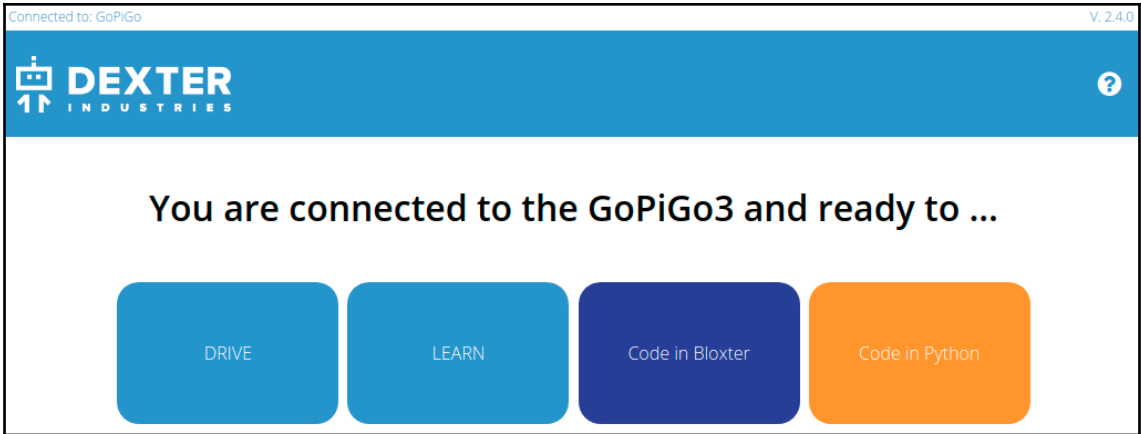 Connected to: GoPiGo
V. 2.4.0
DEXTER
INDUSTRIES
?
You are connected to the GoPiGo3 and ready to ...
DRIVE
LEARN
Code in Bloxter
Code in Python